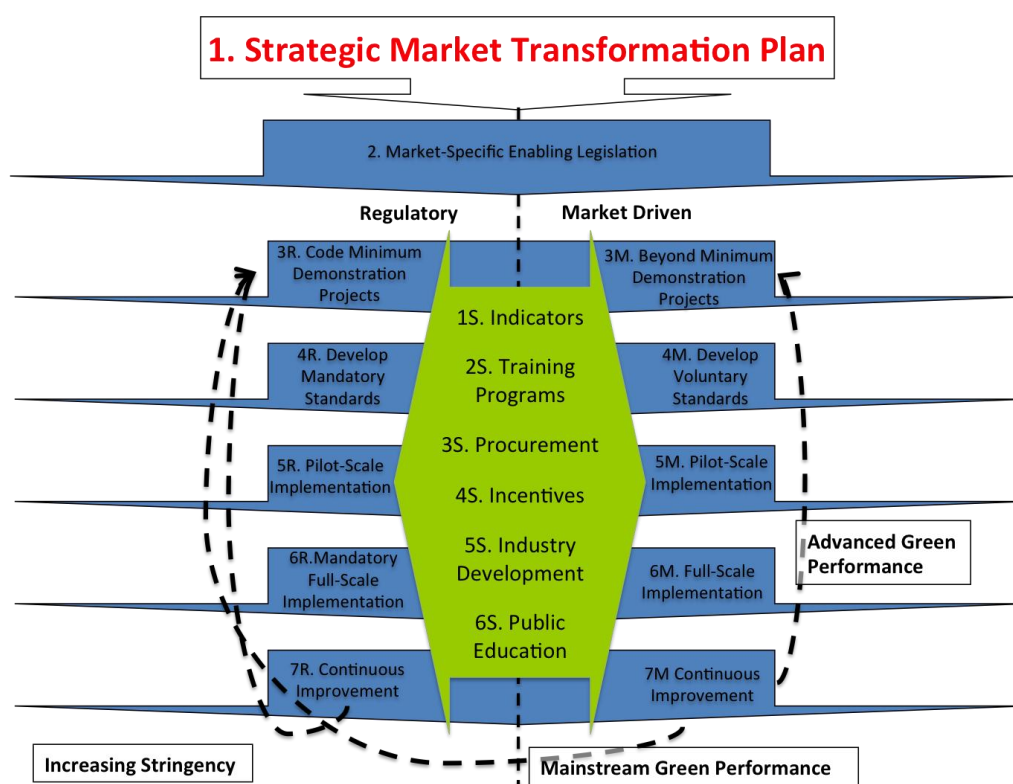 1. Strategic Market Transformation Plan
2. Market-Specific Enabling Legislation
Regulatory
Market Driven
3R. Code Minimum
Demonstration
Projects
3M. Beyond Minimum
Demonstration
Projects
1S. Indicators
4R. Develop
Mandatory
Standards
2S. Training
Programs
4M. Develop
Voluntary
Standards
3S. Procurement
5R. Pilot-Scale
Implementation
4S. Incentives
5M. Pilot-Scale
Implementation
5S. Industry
Development
Advanced Green
Performance
6R.Mandatory
Full-Scale
Implementation
6M. Full-Scale
Implementation
6S. Public
Education
7R. Continuous
Improvement
7M Continuous
Improvement
Increasing Stringency
Mainstream Green Performance